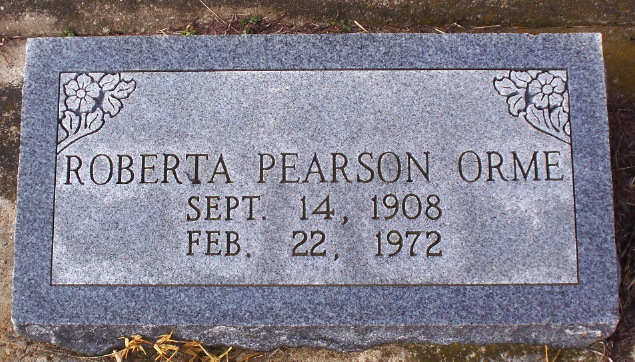 ROBERTA PEARSON ORME
SEPT. 14, 1908
FEB. 22, 1972